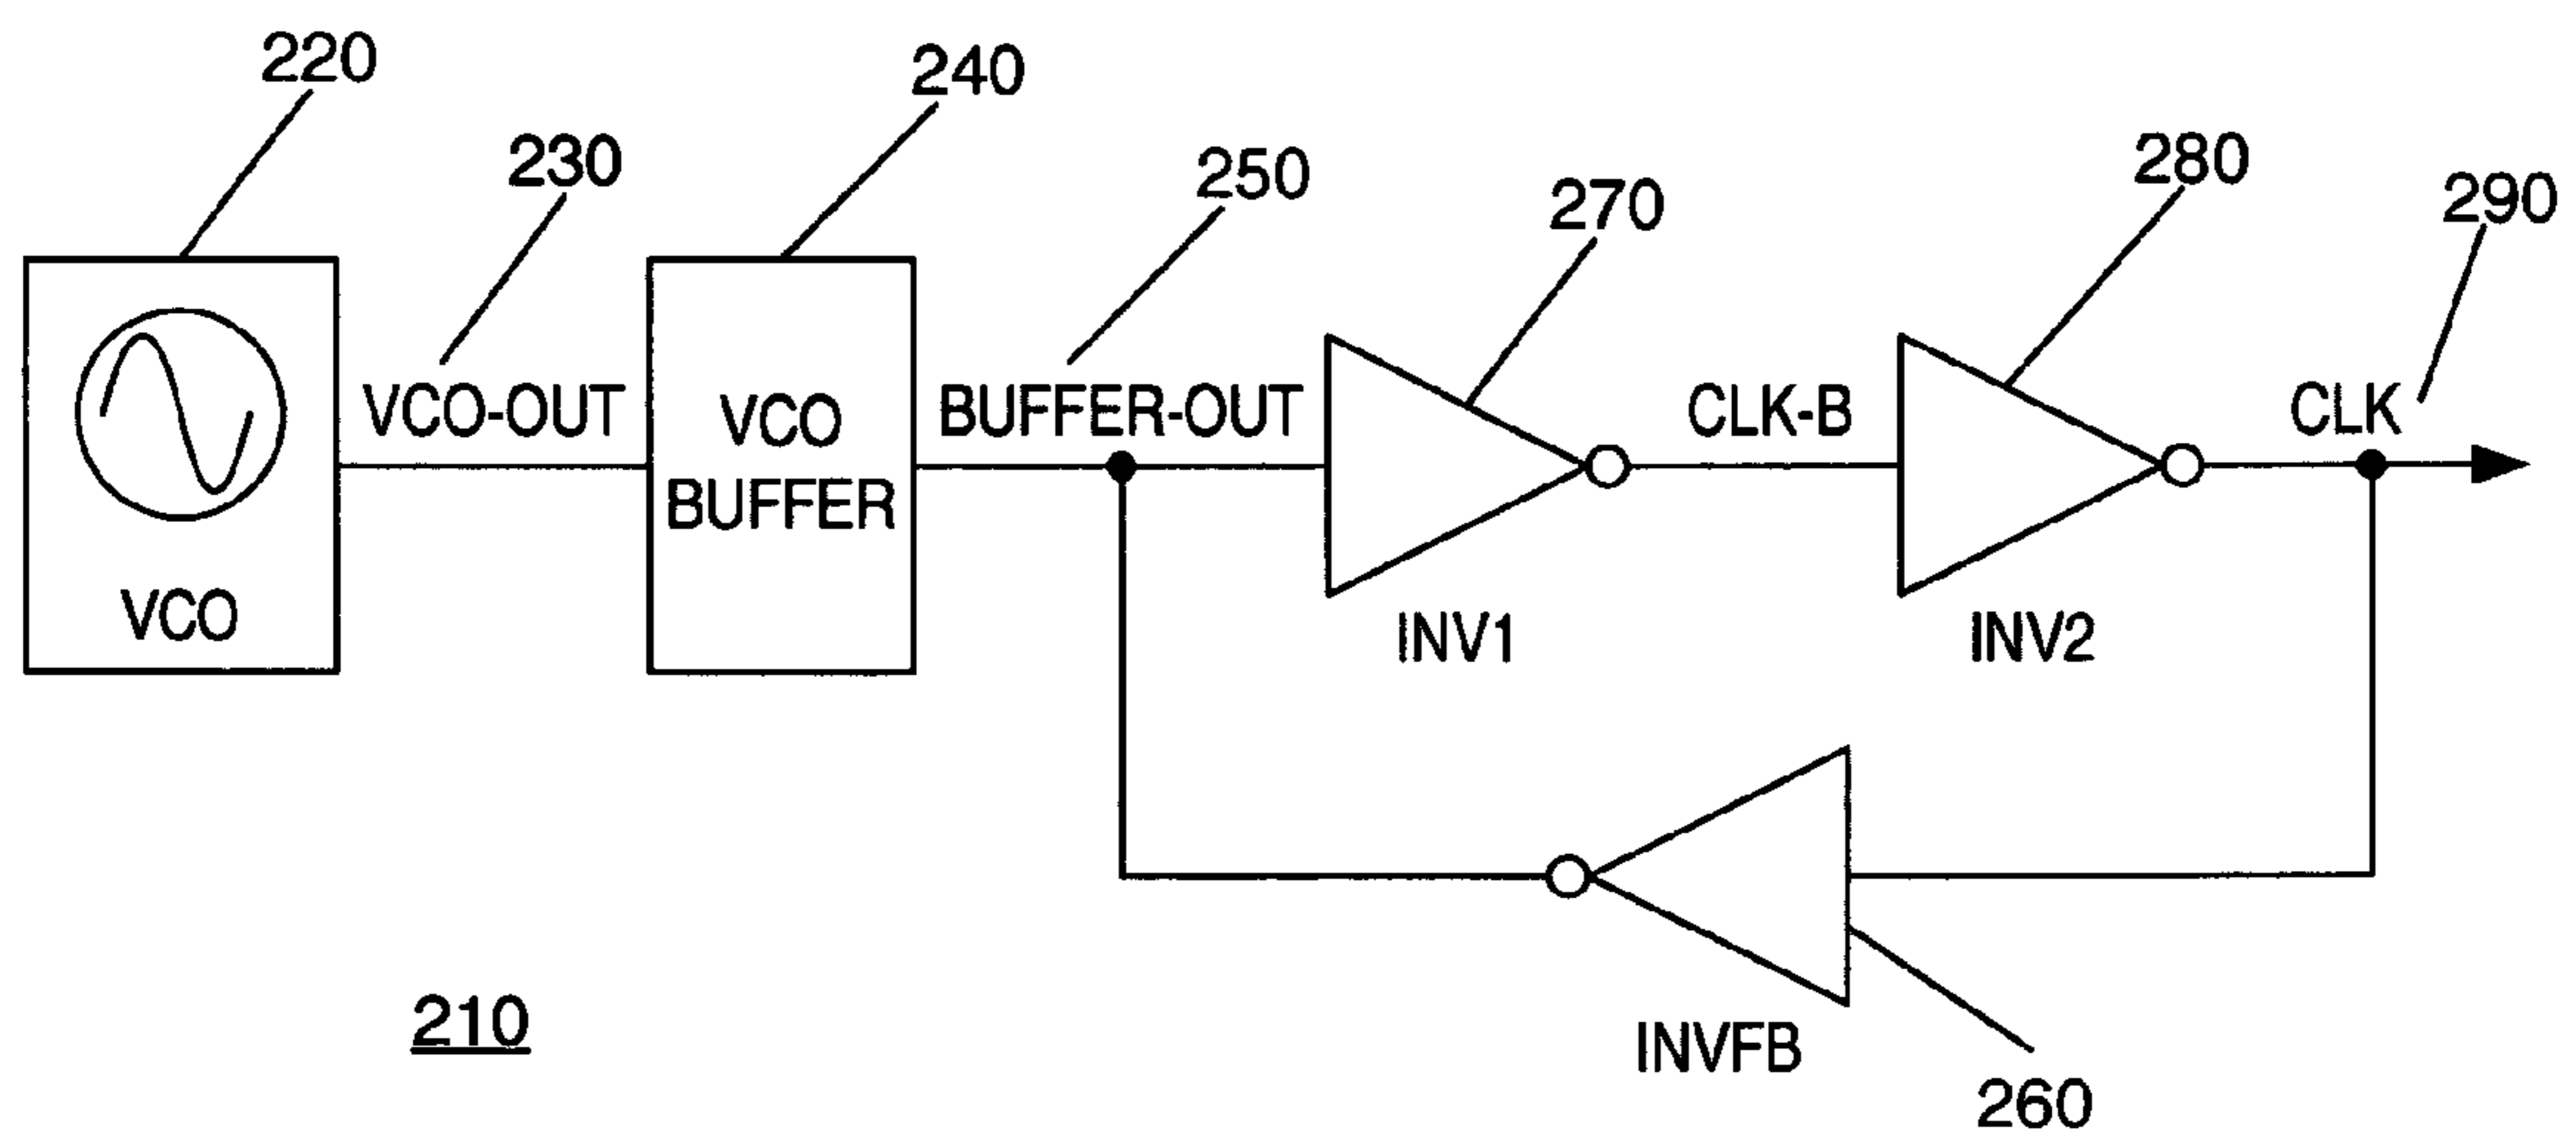 220
240
230
250
270
280
290
VCO-OUT
VCO
BUFFER
BUFFER-OUT
CLK-B
CLK
VCO
INV1
INV2
INVFB
260
210